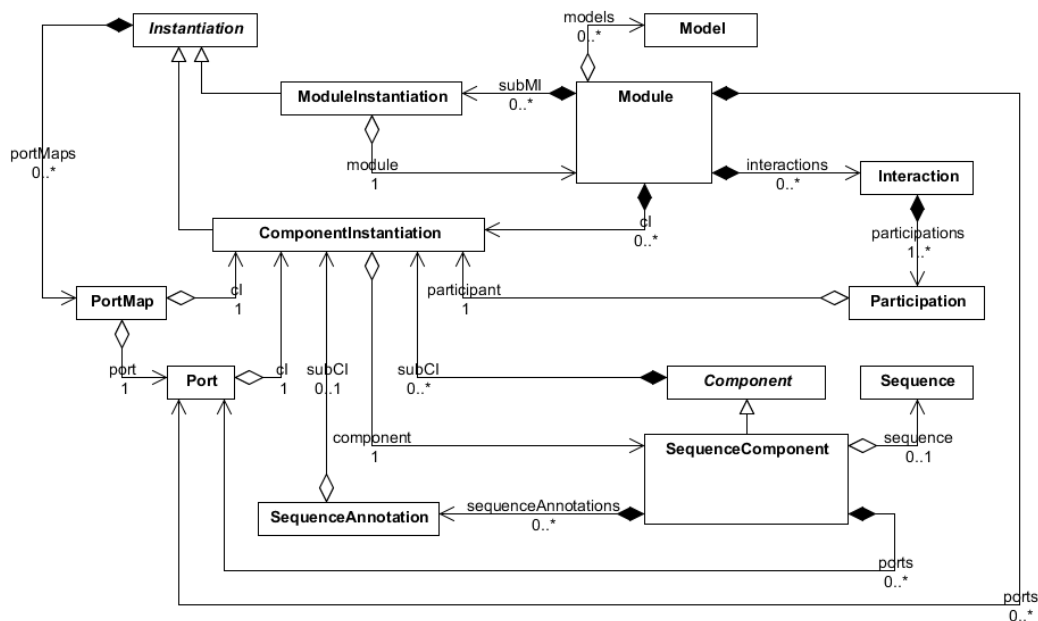 models
0..*
Instantiation
Model
ModuleInstantiation
subMI
0..*
Module
portMaps
0..*
module
1
interactions
0..*
Interaction
ComponentInstantiation
cI
0..*
participations
1..*
PortMap
cI
1
participant
1
Participation
port
1
Port
cI
1
subCI
0..1
subCI
0..*
Component
Sequence
component
1
SequenceComponent
sequence
0..1
SequenceAnnotation
sequenceAnnotations
0..*
ports
0..*
ports
0..*